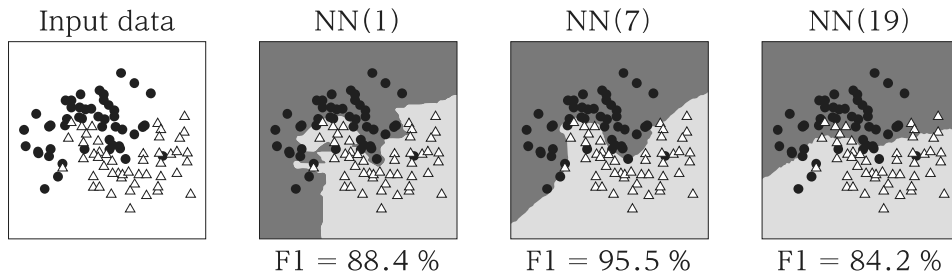 Input data
NN(1)
NN(7)
NN(19)
F1 = 88.4 %
F1 = 95.5 %
F1 = 84.2 %